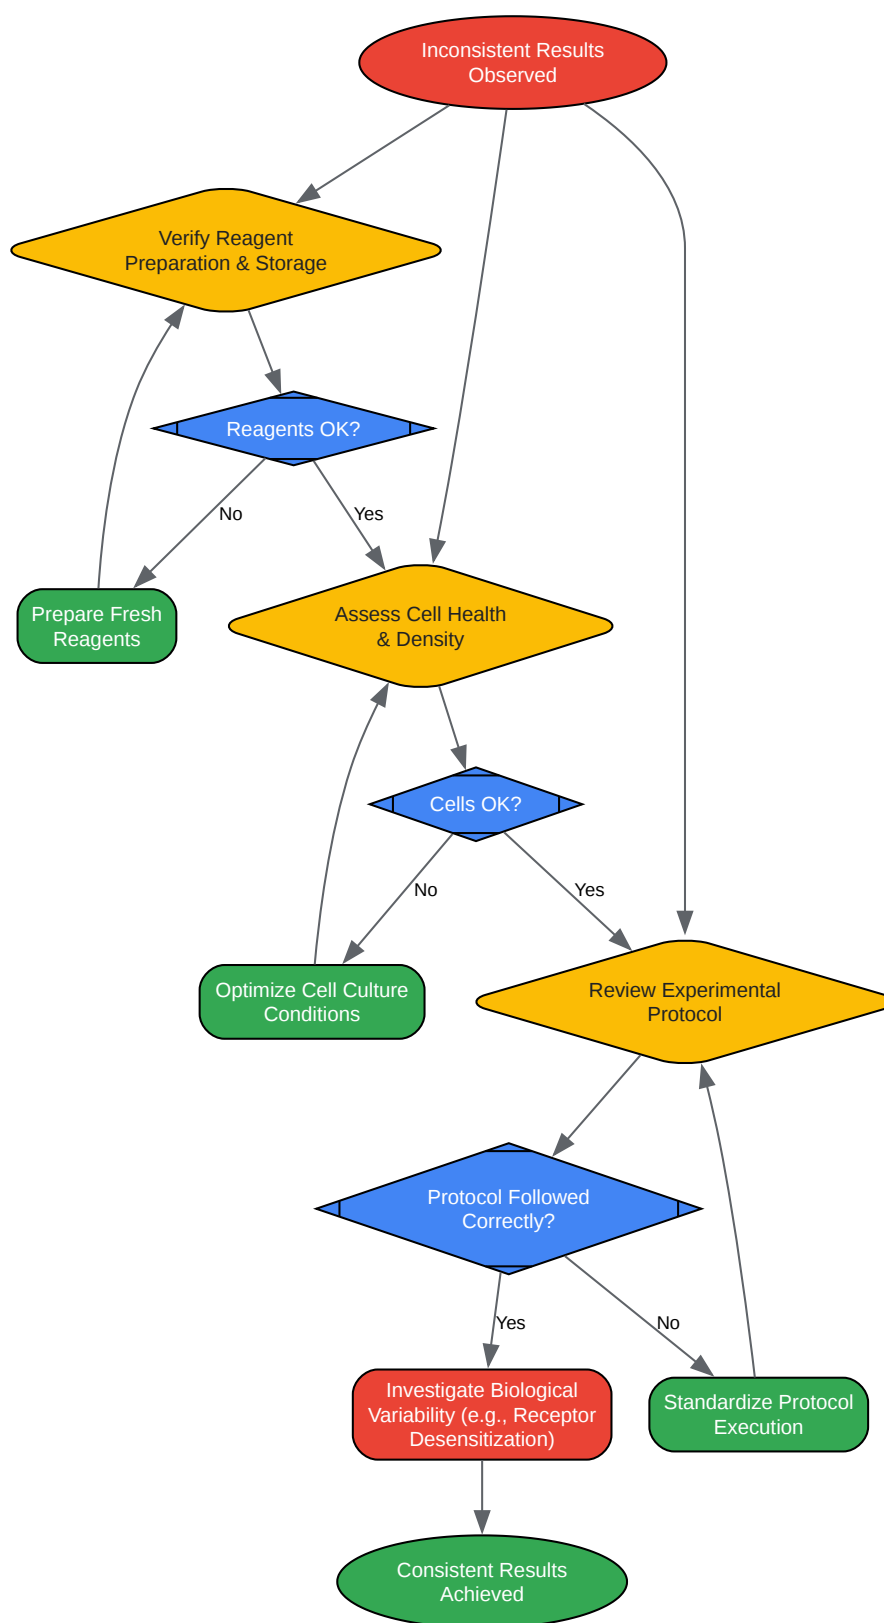 Inconsistent Results
Observed
Verify Reagent
Preparation & Storage
Reagents OK?
No
Yes
Prepare Fresh
Reagents
Assess Cell Health
& Density
Cells OK?
No
Yes
Optimize Cell Culture
Conditions
Review Experimental
Protocol
Protocol Followed
Correctly?
Yes
No
Investigate Biological
Variability (e.g., Receptor
Desensitization)
Standardize Protocol
Execution
Consistent Results
Achieved